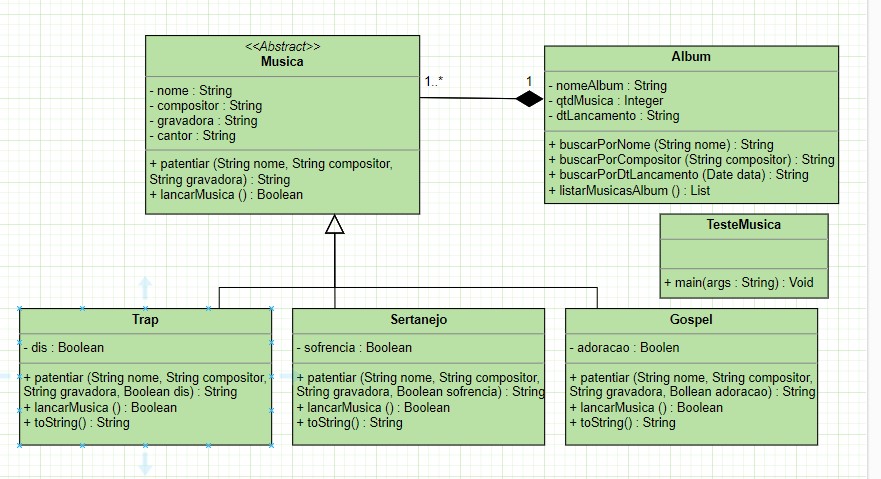 <<Abstract>>
Musica
- nome : String
- compositor : String
- gravadora : String
- cantor : String
+ patentiar (String nome, String compositor,
String gravadora) : String
+ lancarMusica () : Boolean
1..*
1
Album
- nomeAlbum : String
- qtdMusica : Integer
- dtLancamento : String
+ buscarPorNome (String nome) : String
+ buscarPorCompositor (String compositor) : String
+ buscarPorDtLancamento (Date data) : String
+ listarMusicasAlbum () : List
TesteMusica
+ main(args : String) : Void
Trap
- dis : Boolean
+ patentiar (String nome, String compositor,
String gravadora, Boolean dis) : String
+ lancarMusica () : Boolean
+ toString() : String
Sertanejo
- sofrencia : Boolean
+ patentiar (String nome, String compositor,
String gravadora, Boolean sofrencia) : String
+ lancarMusica () : Boolean
+ toString() : String
Gospel
- adoracao : Boolen
+ patentiar (String nome, String compositor,
String gravadora, Bollean adoracao) : String
+ lancarMusica () : Boolean
+ toString() : String